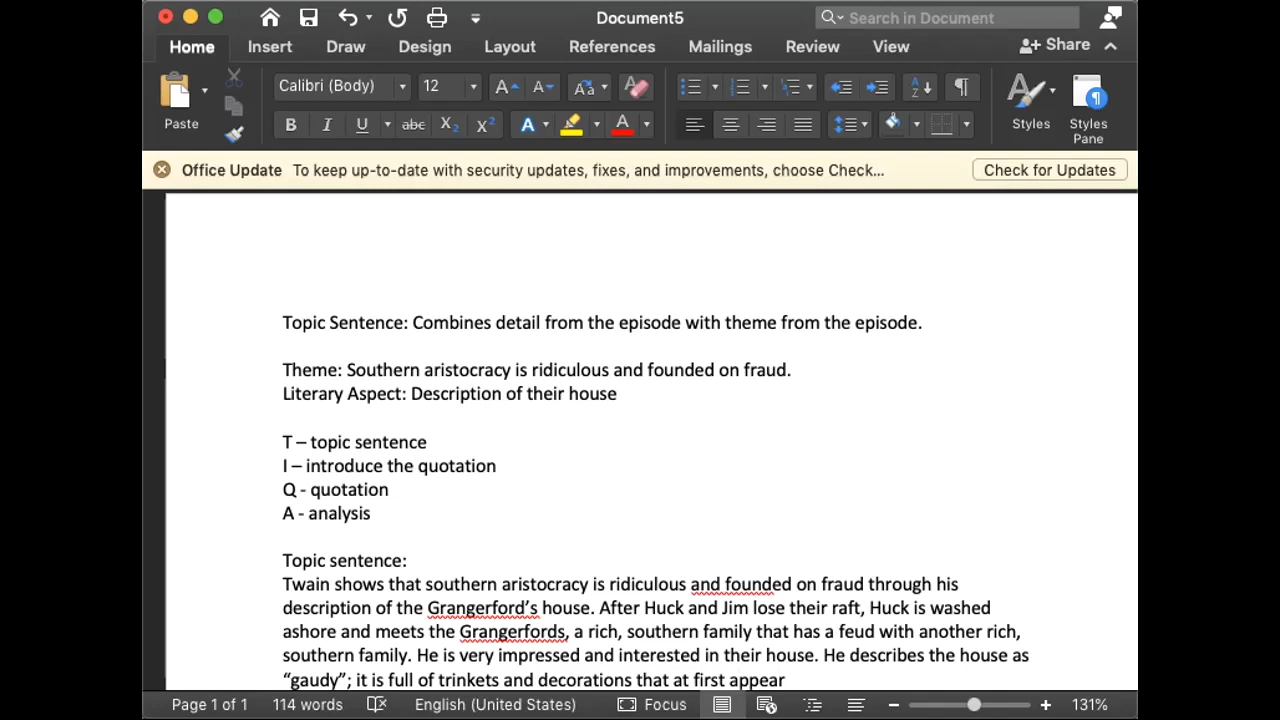 Document5
Search in Document
Home Insert Draw Design Layout References Mailings Review View Share
Calibri (Body) 12
Paste B I U abc X2 X2 A A Styles Styles Pane
Office Update To keep up-to-date with security updates, fixes, and improvements, choose Check... Check for Updates
Topic Sentence: Combines detail from the episode with theme from the episode.
Theme: Southern aristocracy is ridiculous and founded on fraud.
Literary Aspect: Description of their house
T – topic sentence
I – introduce the quotation
Q - quotation
A - analysis
Topic sentence:
Twain shows that southern aristocracy is ridiculous and founded on fraud through his
description of the Grangerford’s house. After Huck and Jim lose their raft, Huck is washed
ashore and meets the Grangerfords, a rich, southern family that has a feud with another rich,
southern family. He is very impressed and interested in their house. He describes the house as
“gaudy”; it is full of trinkets and decorations that at first appear
Page 1 of 1 114 words English (United States) Focus 131%